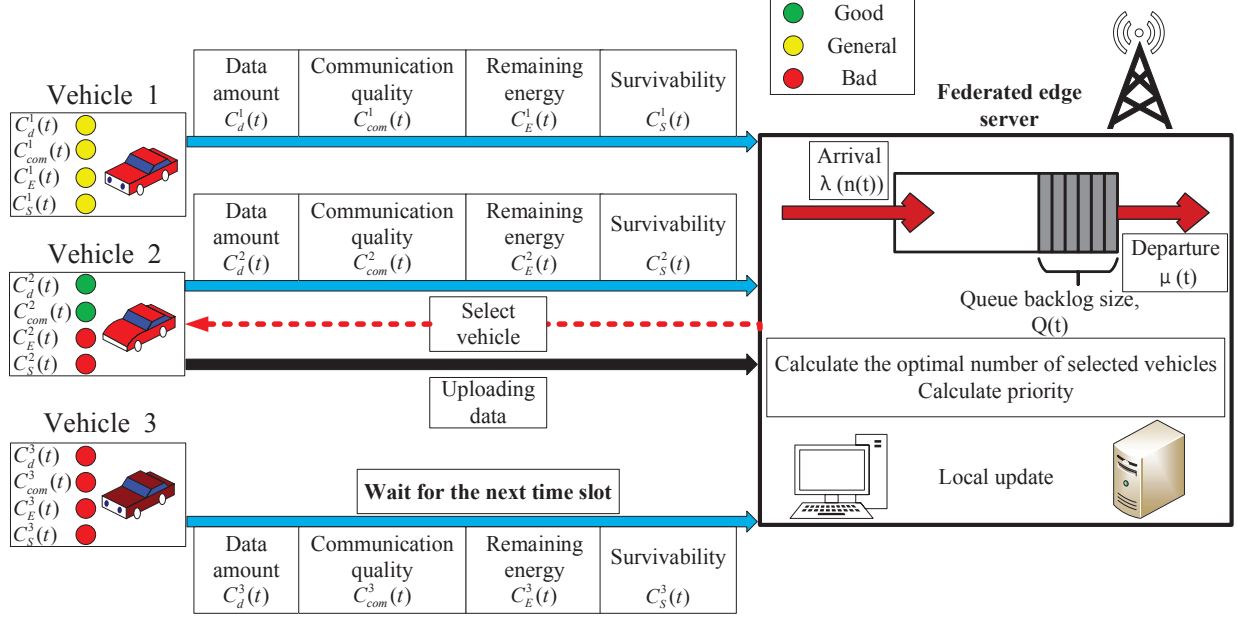 Good
General
Bad
Vehicle 1
C_d^1(t)
C_com^1(t)
C_E^1(t)
C_S^1(t)
Data
amount
C_d^1(t)
Communication
quality
C_com^1(t)
Remaining
energy
C_E^1(t)
Survivability
C_S^1(t)
Vehicle 2
C_d^2(t)
C_com^2(t)
C_E^2(t)
C_S^2(t)
Data
amount
C_d^2(t)
Communication
quality
C_com^2(t)
Remaining
energy
C_E^2(t)
Survivability
C_S^2(t)
Select
vehicle
Uploading
data
Vehicle 3
C_d^3(t)
C_com^3(t)
C_E^3(t)
C_S^3(t)
Wait for the next time slot
Data
amount
C_d^3(t)
Communication
quality
C_com^3(t)
Remaining
energy
C_E^3(t)
Survivability
C_S^3(t)
Federated edge
server
Arrival
λ (n(t))
Departure
μ (t)
Queue backlog size,
Q(t)
Calculate the optimal number of selected vehicles
Calculate priority
Local update